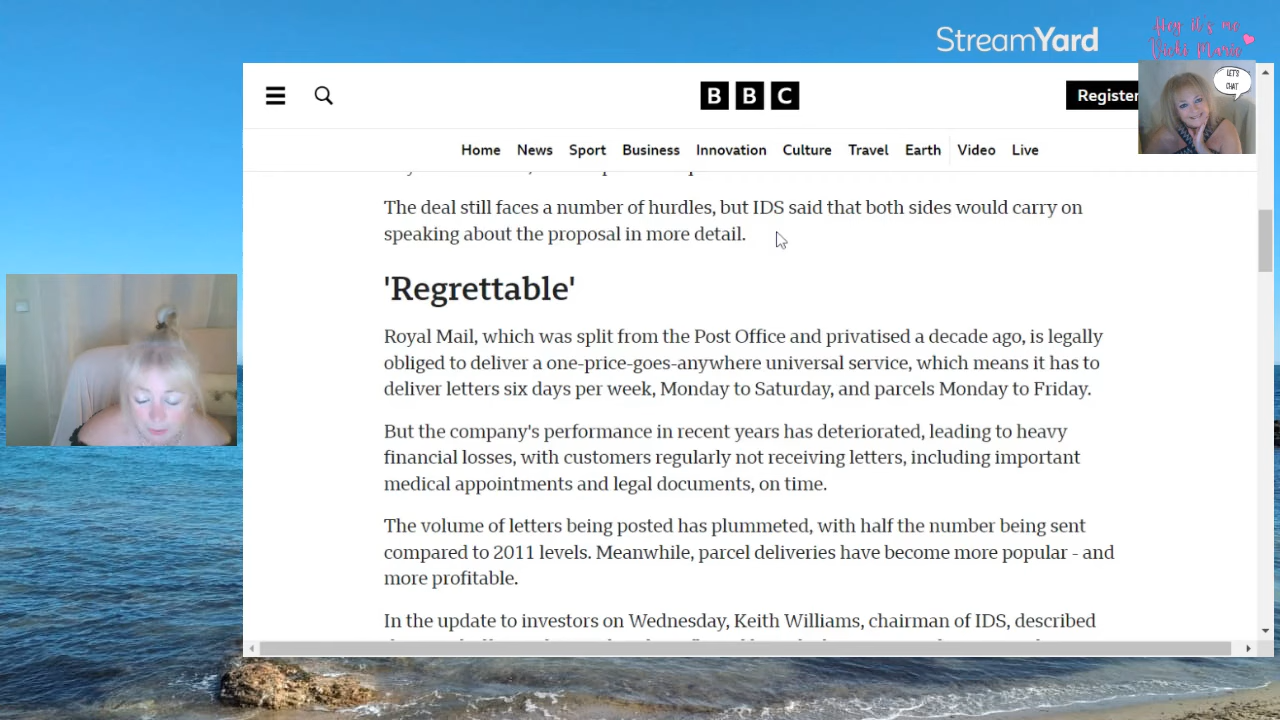 StreamYard
Hey it's me
Vicki Marie
LET'S
CHAT
BBC
Register
Home News Sport Business Innovation Culture Travel Earth Video Live
The deal still faces a number of hurdles, but IDS said that both sides would carry on
speaking about the proposal in more detail.
'Regrettable'
Royal Mail, which was split from the Post Office and privatised a decade ago, is legally
obliged to deliver a one-price-goes-anywhere universal service, which means it has to
deliver letters six days per week, Monday to Saturday, and parcels Monday to Friday.
But the company's performance in recent years has deteriorated, leading to heavy
financial losses, with customers regularly not receiving letters, including important
medical appointments and legal documents, on time.
The volume of letters being posted has plummeted, with half the number being sent
compared to 2011 levels. Meanwhile, parcel deliveries have become more popular - and
more profitable.
In the update to investors on Wednesday, Keith Williams, chairman of IDS, described